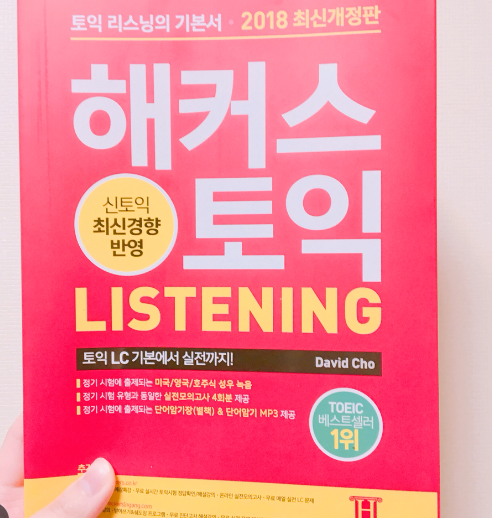 토익 리스닝의 기본서 · 2018 최신개정판
해커스
토익
신토익
최신경향
반영
LISTENING
토익 LC 기본에서 실전까지!
David Cho
정기 시험에 출제되는 미국/영국/호주식 성우 녹음
정기 시험 유형과 동일한 실전모의고사 4회분 제공
정기 시험에 출제되는 단어암기장(별책) & 단어암기 MP3 제공
TOEIC
베스트셀러
1위
H